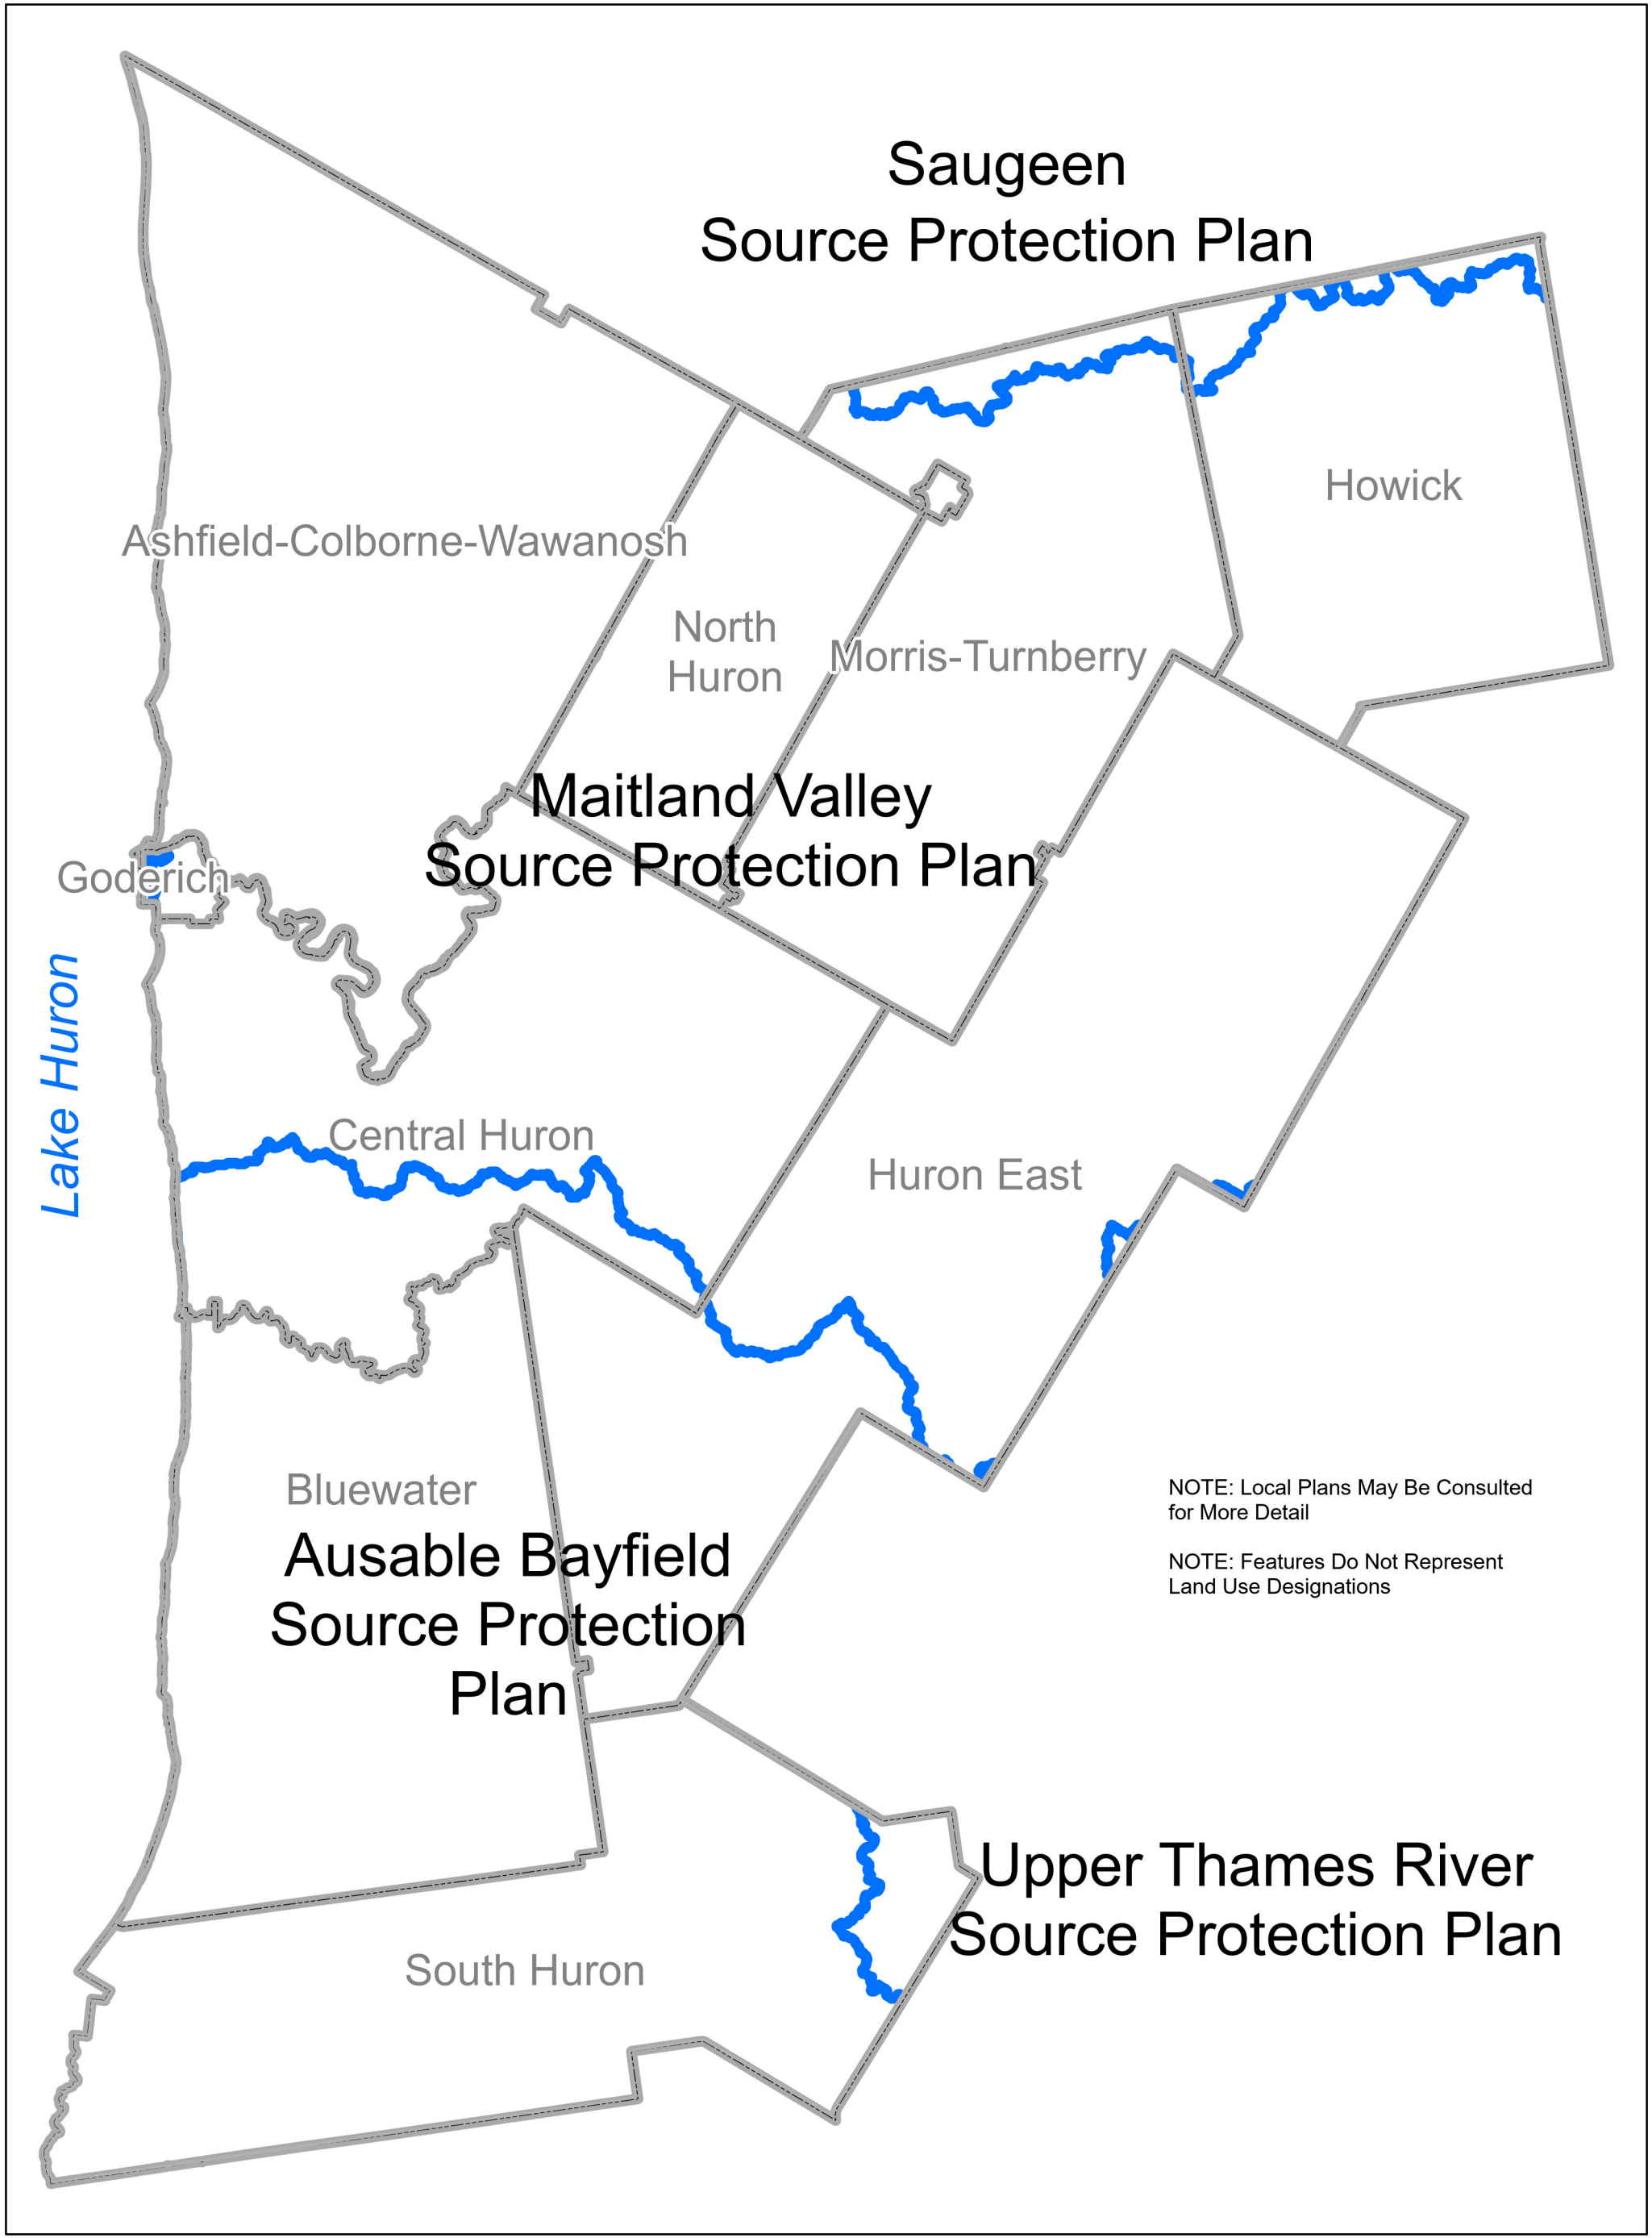 Saugeen
Source Protection Plan
Howick
Ashfield-Colborne-Wawanosh
North
Huron
Morris-Turnberry
Maitland Valley
Source Protection Plan
Goderich
Lake Huron
Central Huron
Huron East
Bluewater
NOTE: Local Plans May Be Consulted
for More Detail
NOTE: Features Do Not Represent
Land Use Designations
Ausable Bayfield
Source Protection
Plan
Upper Thames River
Source Protection Plan
South Huron